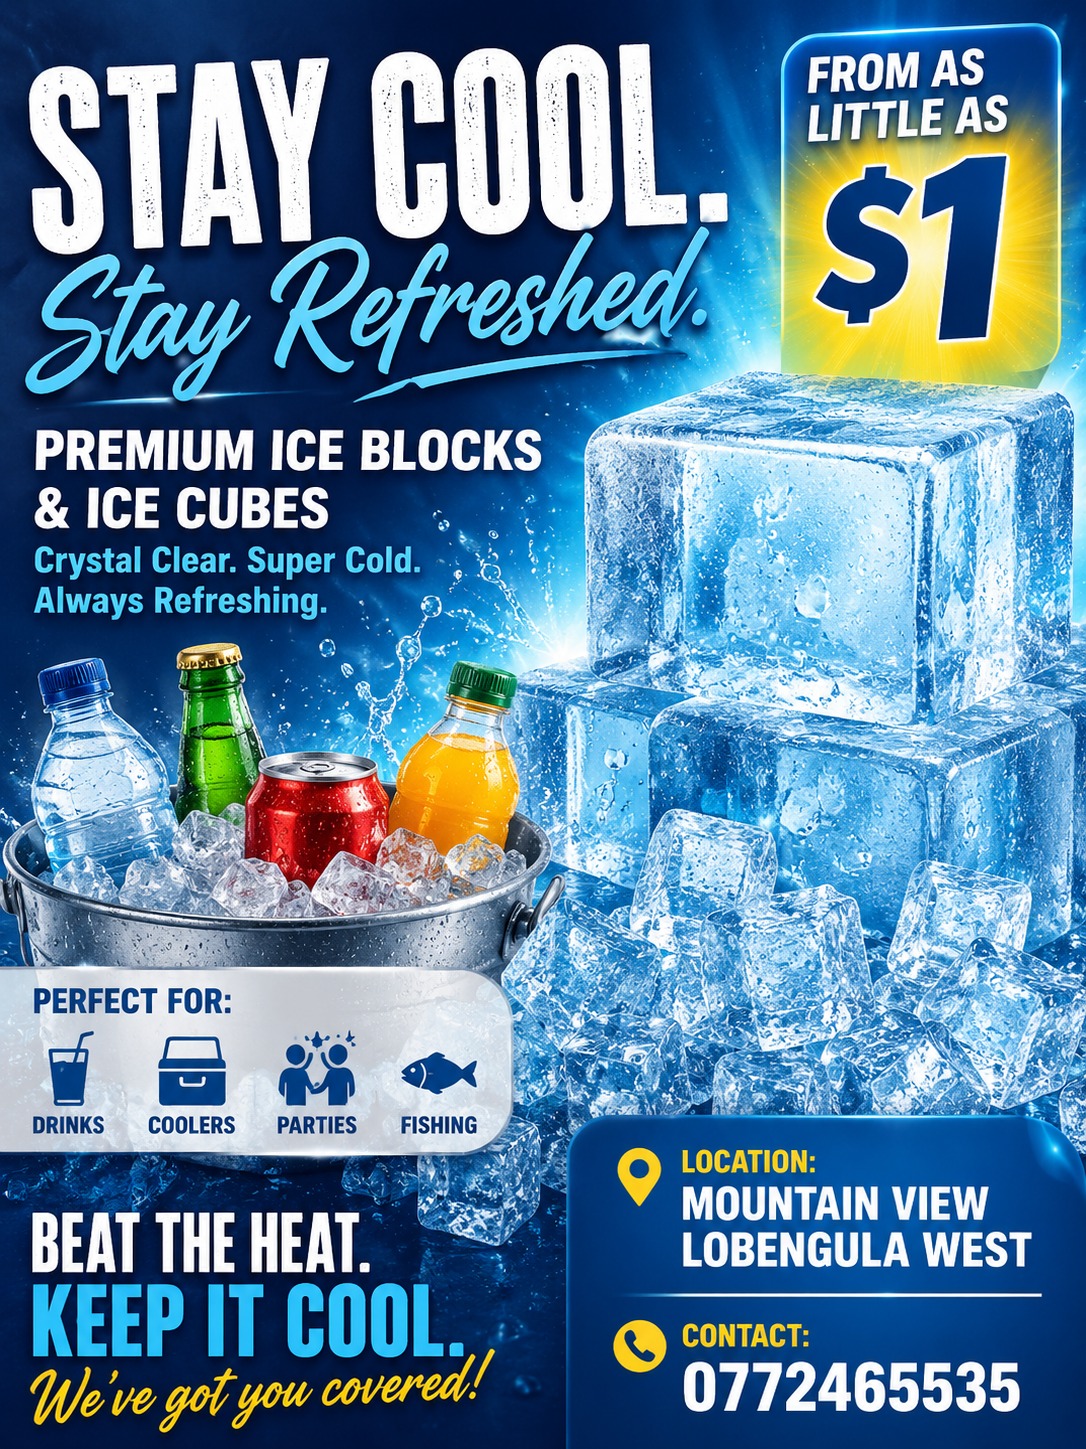 STAY COOL.
Stay Refreshed.
FROM AS
LITTLE AS
$1
PREMIUM ICE BLOCKS
& ICE CUBES
Crystal Clear. Super Cold.
Always Refreshing.
PERFECT FOR:
DRINKS
COOLERS
PARTIES
FISHING
BEAT THE HEAT.
KEEP IT COOL.
We've got you covered!
LOCATION:
MOUNTAIN VIEW
LOBENGULA WEST
CONTACT:
0772465535